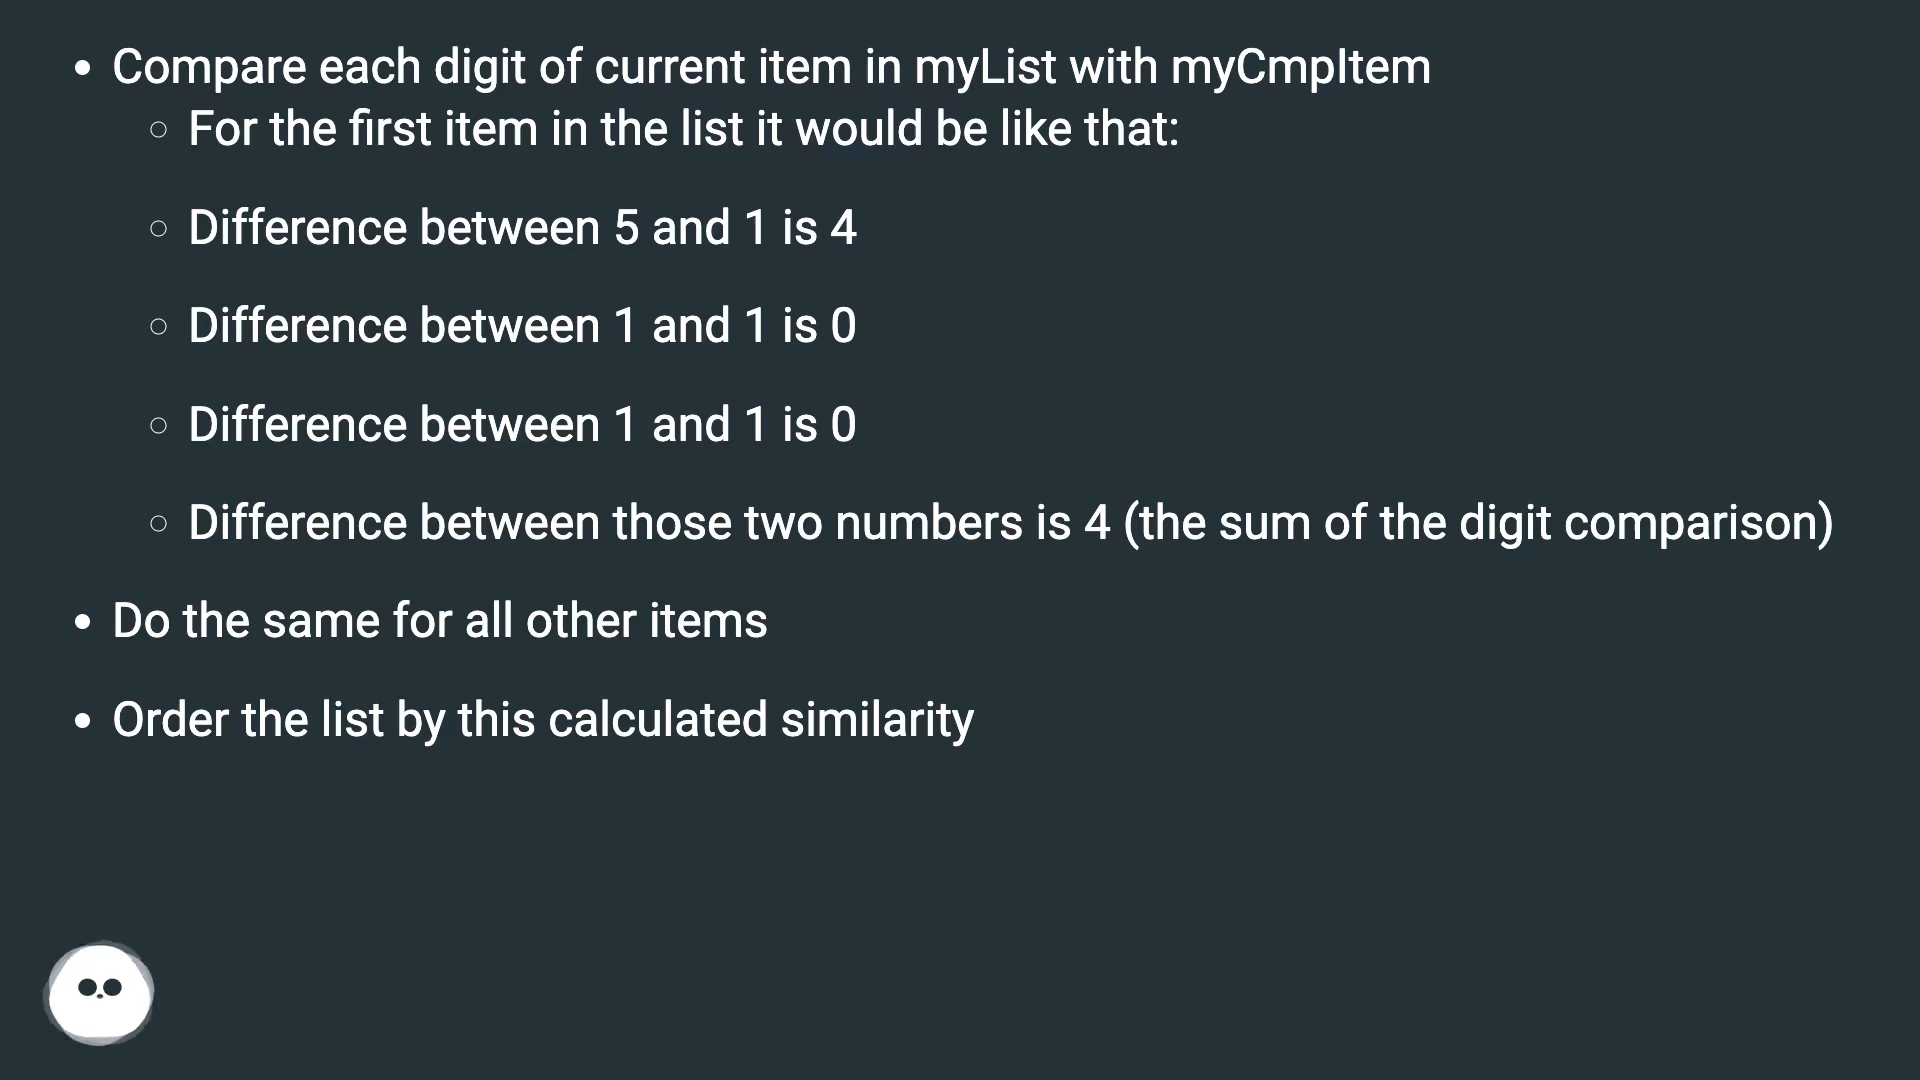 Compare each digit of current item in myList with myCmpItem
For the first item in the list it would be like that:
Difference between 5 and 1 is 4
Difference between 1 and 1 is 0
Difference between 1 and 1 is 0
Difference between those two numbers is 4 (the sum of the digit comparison)
Do the same for all other items
Order the list by this calculated similarity